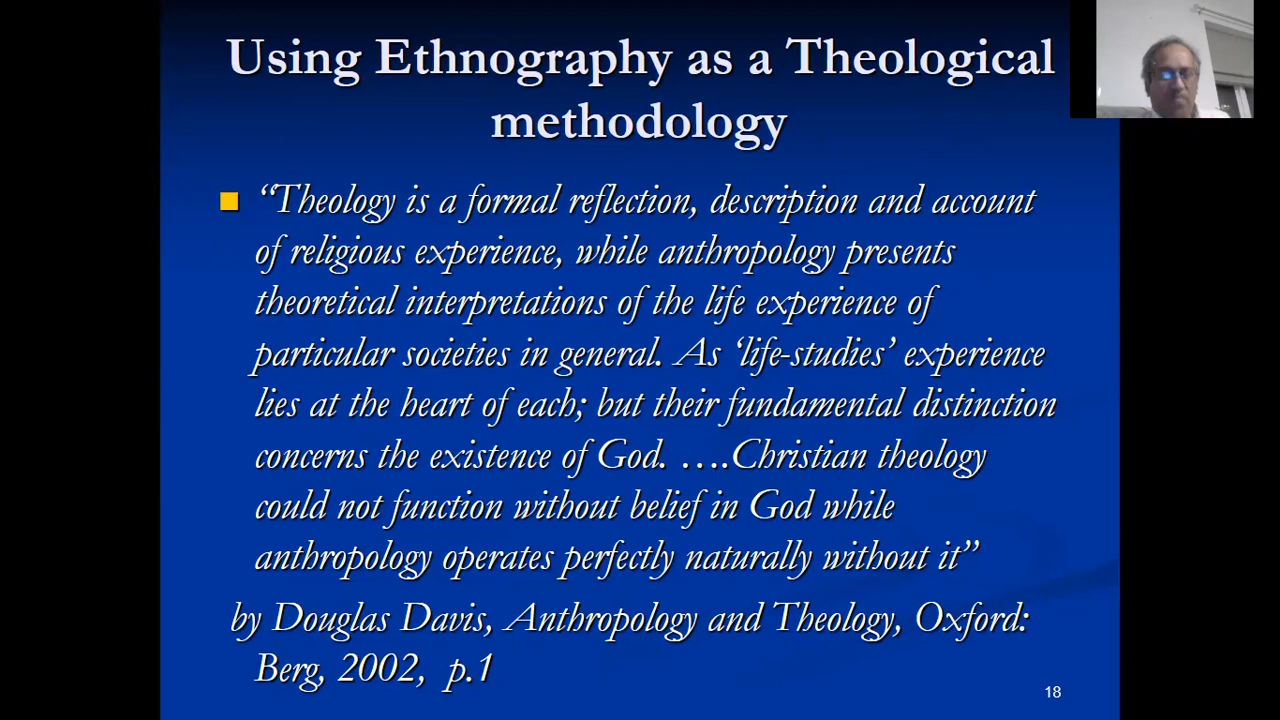 Using Ethnography as a Theological
methodology
“Theology is a formal reflection, description and account
of religious experience, while anthropology presents
theoretical interpretations of the life experience of
particular societies in general. As ‘life-studies’ experience
lies at the heart of each; but their fundamental distinction
concerns the existence of God. ….Christian theology
could not function without belief in God while
anthropology operates perfectly naturally without it”
by Douglas Davis, Anthropology and Theology, Oxford:
Berg, 2002, p.1
18